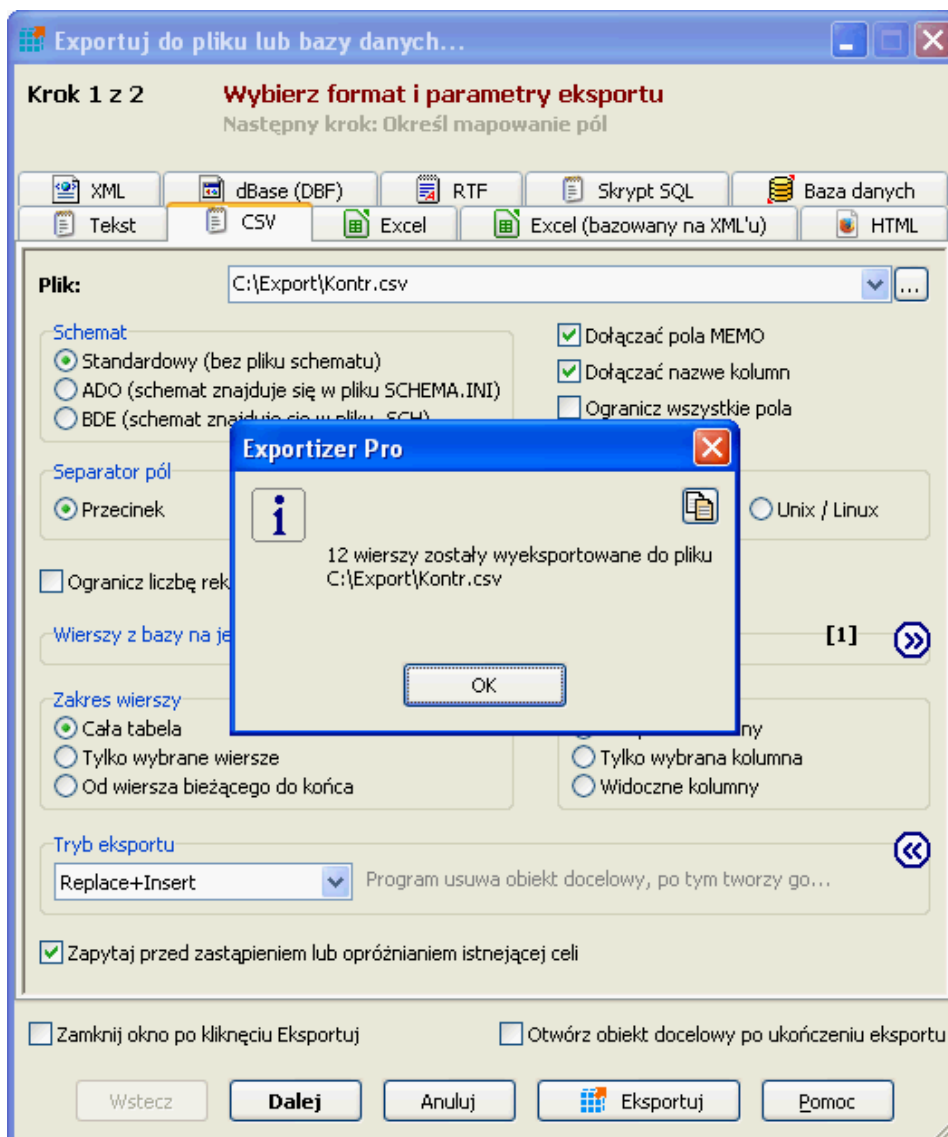 Exportuj do pliku lub bazy danych...
Krok 1 z 2 Wybierz format i parametry eksportu
Następny krok: Określ mapowanie pól
XML dBase (DBF) RTF Skrypt SQL Baza danych
Tekst CSV Excel Excel (bazowany na XML'u) HTML
Plik: C:\Export\Kontr.csv ...
Schemat
Standardowy (bez pliku schematu)
ADO (schemat znajduje się w pliku SCHEMA.INI)
BDE (schemat znajduje się w pliku .SCH)
Dołączać pola MEMO
Dołączać nazwe kolumn
Ogranicz wszystkie pola
Exportizer Pro
12 wierszy zostały wyeksportowane do pliku
C:\Export\Kontr.csv
OK
Separator pól
Przecinek
Unix / Linux
Ogranicz liczbę
Wierszy z bazy na
[1]
Zakres wierszy
Cała tabela
Tylko wybrane wiersze
Od wiersza bieżącego do końca
Tylko wybrana kolumna
Widoczne kolumny
Tryb eksportu
Replace+Insert Program usuwa obiekt docelowy, po tym tworzy go...
Zapytaj przed zastąpieniem lub opróżnianiem istnejącej celi
Zamknij okno po kliknęciu Eksportuj Otwórz obiekt docelowy po ukończeniu eksportu
Wstecz Dalej Anuluj Eksportuj Pomoc